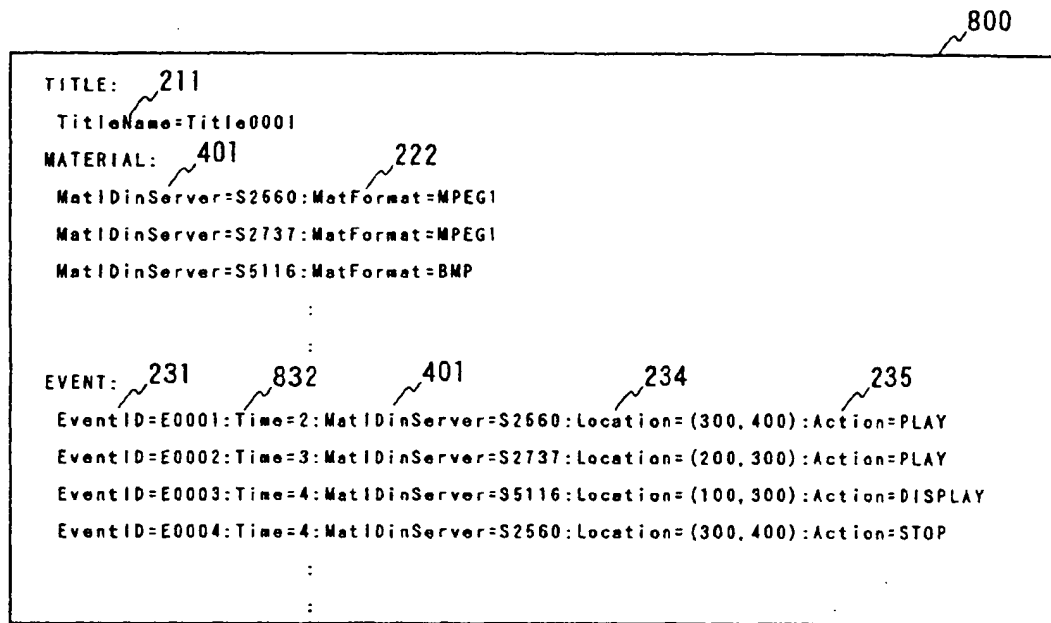 800
TITLE: 211
TitleName=Title0001
MATERIAL: 401 222
MatIDinServer=S2560:MatFormat=MPEG1
MatIDinServer=S2737:MatFormat=MPEG1
MatIDinServer=S5116:MatFormat=BMP
:
:
EVENT: 231 832 401 234 235
EventID=E0001:Time=2:MatIDinServer=S2560:Location=(300,400):Action=PLAY
EventID=E0002:Time=3:MatIDinServer=S2737:Location=(200,300):Action=PLAY
EventID=E0003:Time=4:MatIDinServer=S5116:Location=(100,300):Action=DISPLAY
EventID=E0004:Time=4:MatIDinServer=S2560:Location=(300,400):Action=STOP
:
: